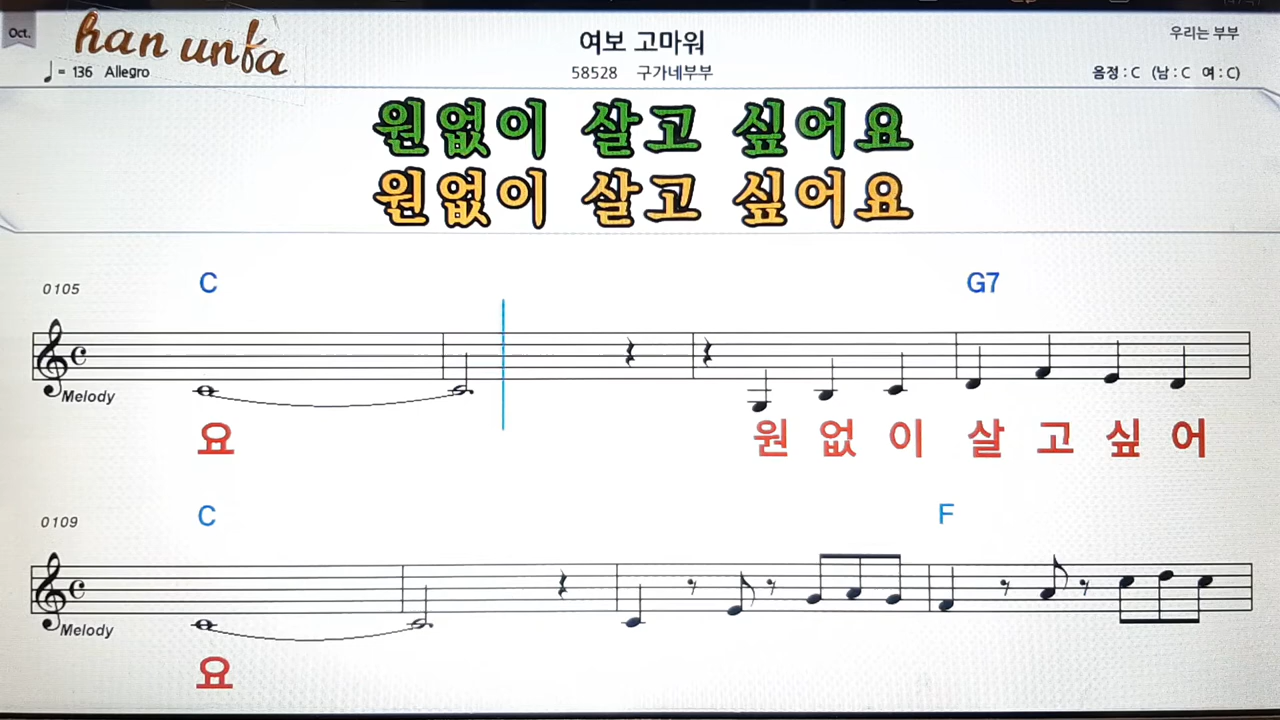 Oct.
han unfa
여보 고마워
우리는 부부
♩= 136 Allegro
58528 구가네부부
음정 : C (남 : C 여 : C)
원없이 살고 싶어요
원없이 살고 싶어요
0105
C
G7
Melody
요 원 없 이 살 고 싶 어
0109
C
F
Melody
요